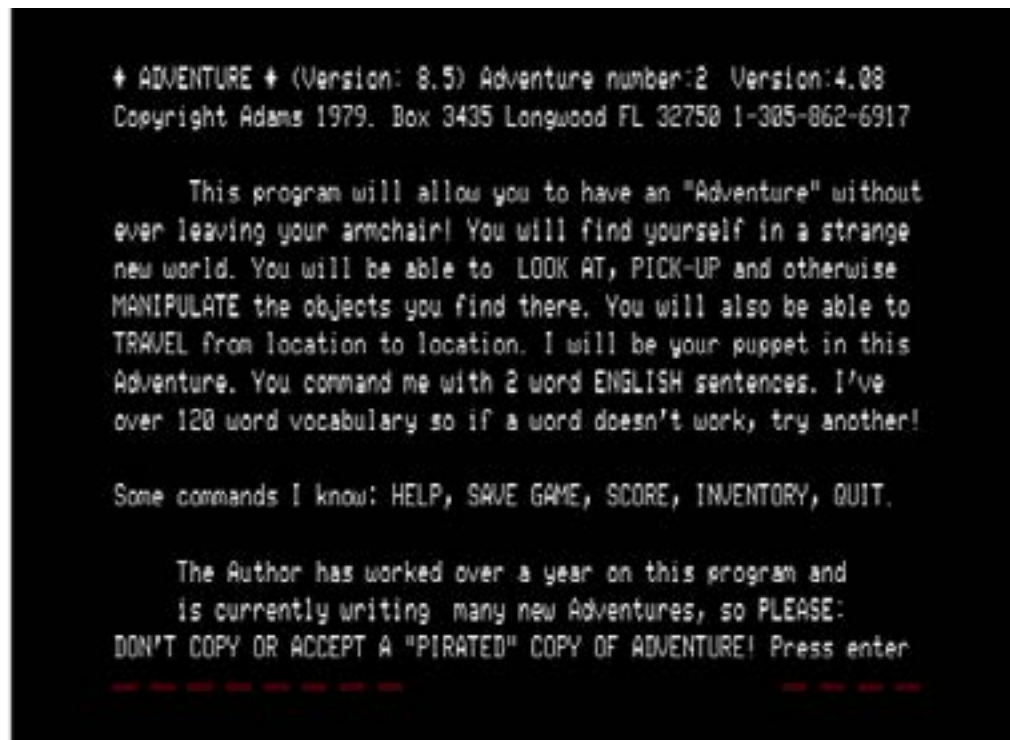 ♦ ADVENTURE ♦ (Version: 8.5) Adventure number:2 Version:4.08
Copyright Adams 1979. Box 3435 Longwood FL 32750 1-305-862-6917
This program will allow you to have an "Adventure" without
ever leaving your armchair! You will find yourself in a strange
new world. You will be able to LOOK AT, PICK-UP and otherwise
MANIPULATE the objects you find there. You will also be able to
TRAVEL from location to location. I will be your puppet in this
Adventure. You command me with 2 word ENGLISH sentences. I've
over 120 word vocabulary so if a word doesn't work, try another!
Some commands I know: HELP, SAVE GAME, SCORE, INVENTORY, QUIT.
The Author has worked over a year on this program and
is currently writing many new Adventures, so PLEASE:
DON'T COPY OR ACCEPT A "PIRATED" COPY OF ADVENTURE! Press enter